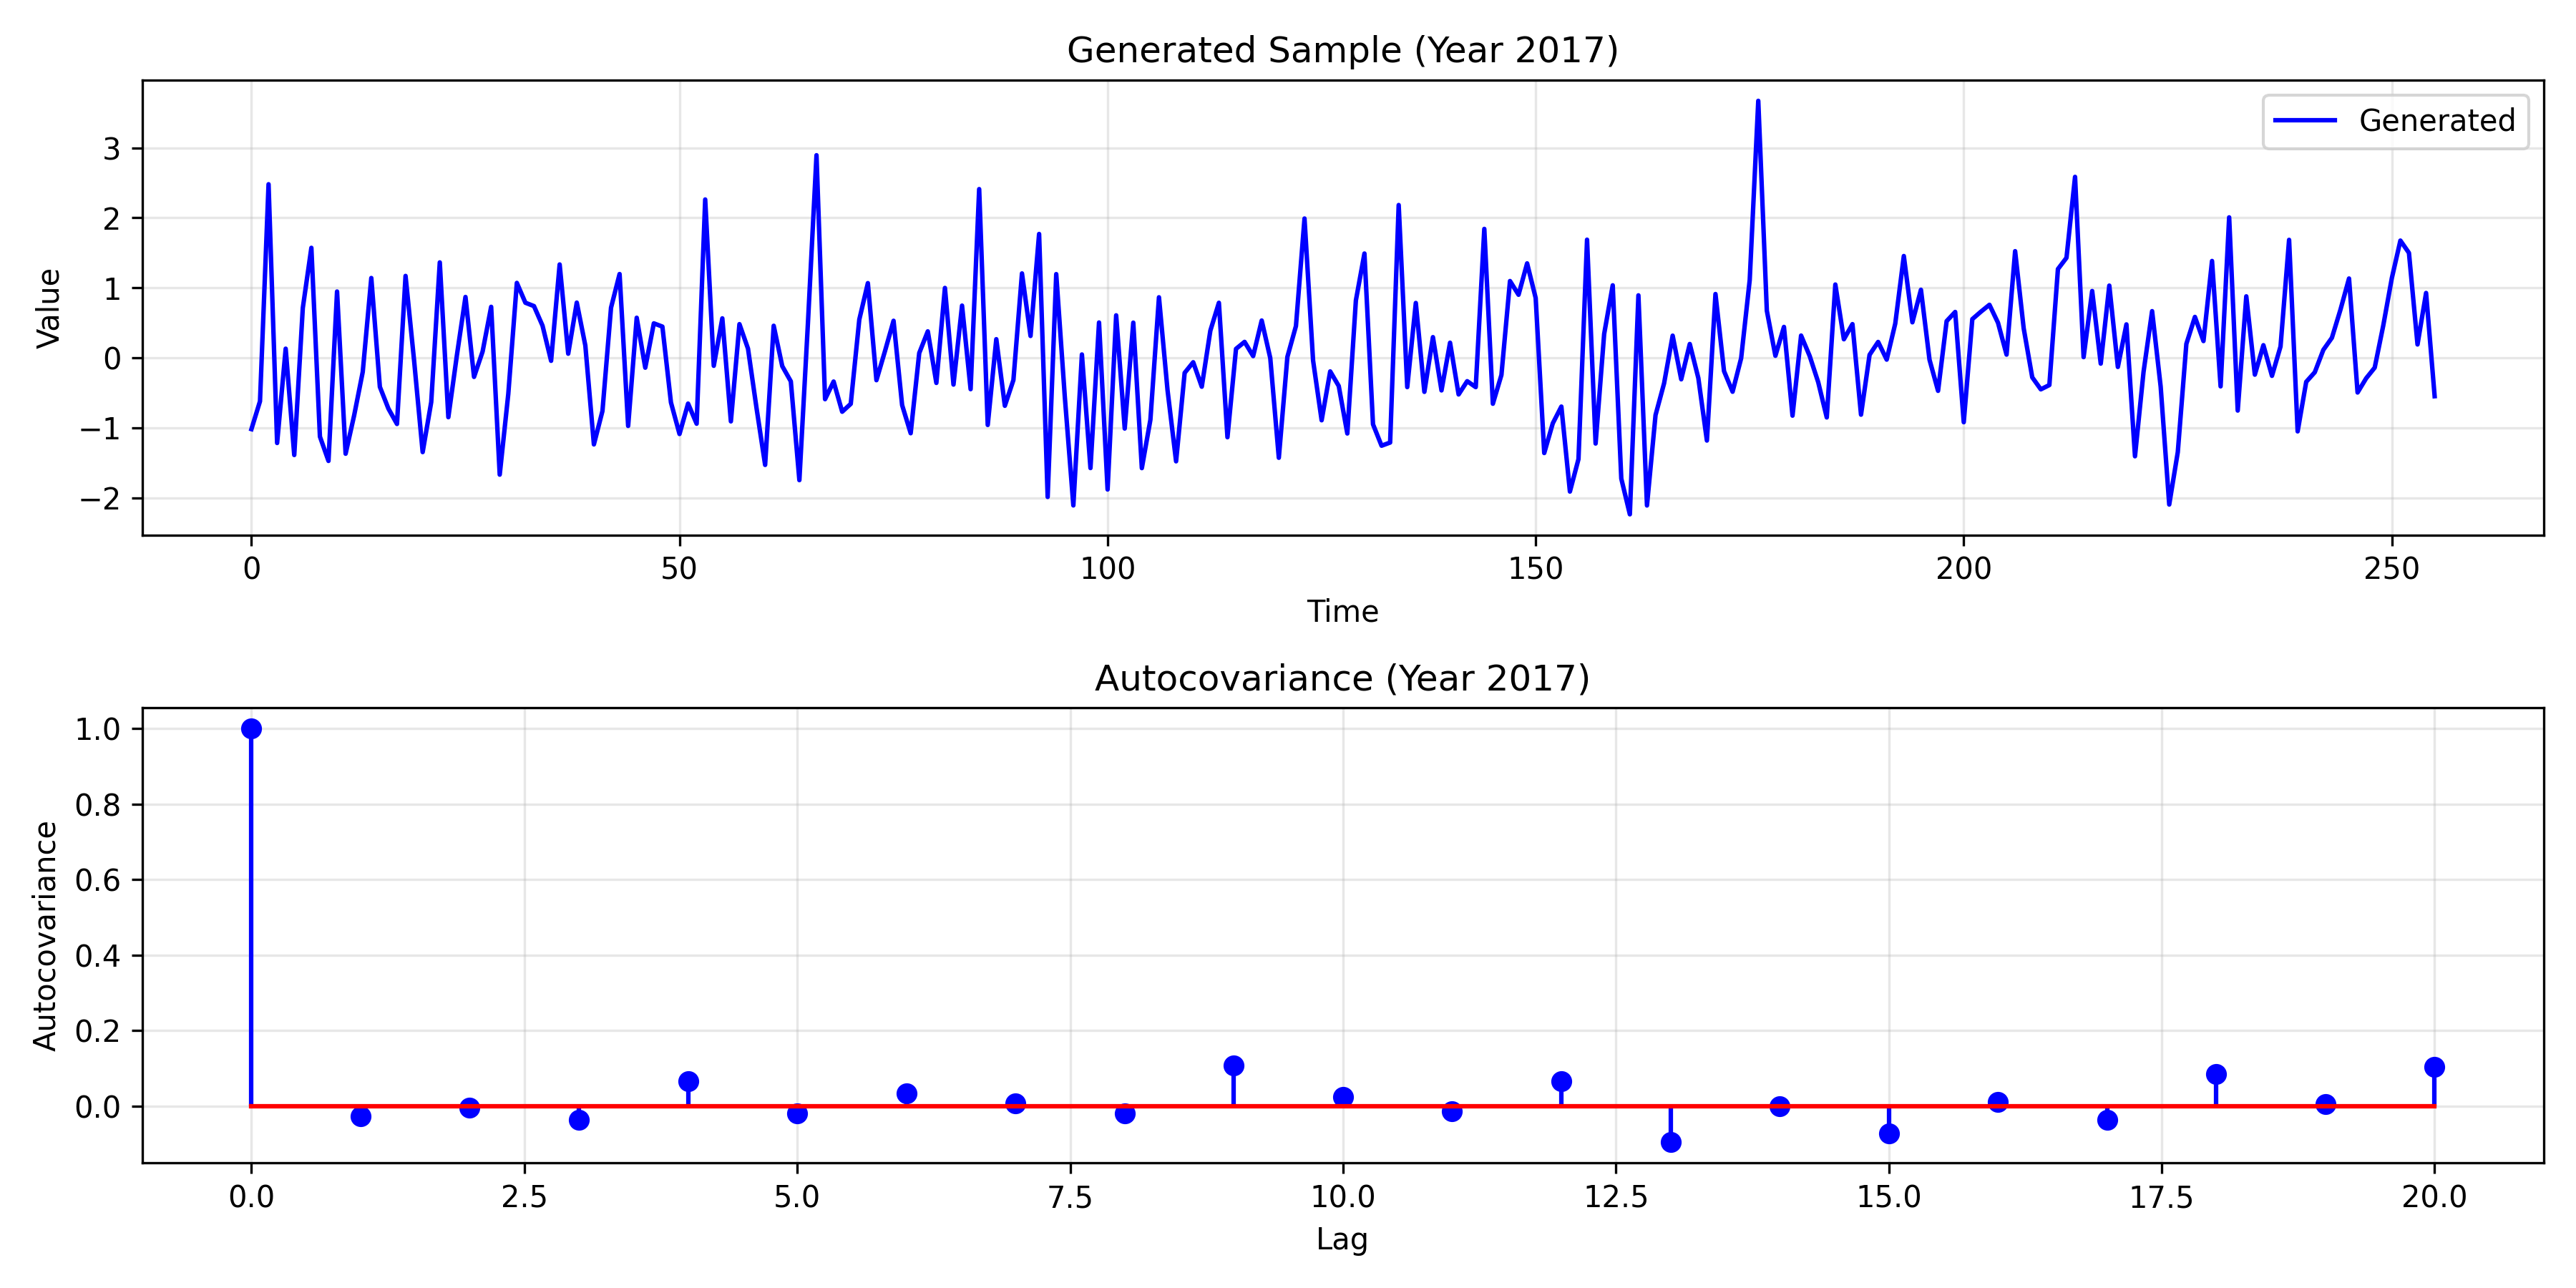 Generated Sample (Year 2017)
Generated
Value
3
2
1
0
−1
−2
0 50 100 150 200 250
Time
Autocovariance (Year 2017)
Autocovariance
1.0
0.8
0.6
0.4
0.2
0.0
0.0 2.5 5.0 7.5 10.0 12.5 15.0 17.5 20.0
Lag